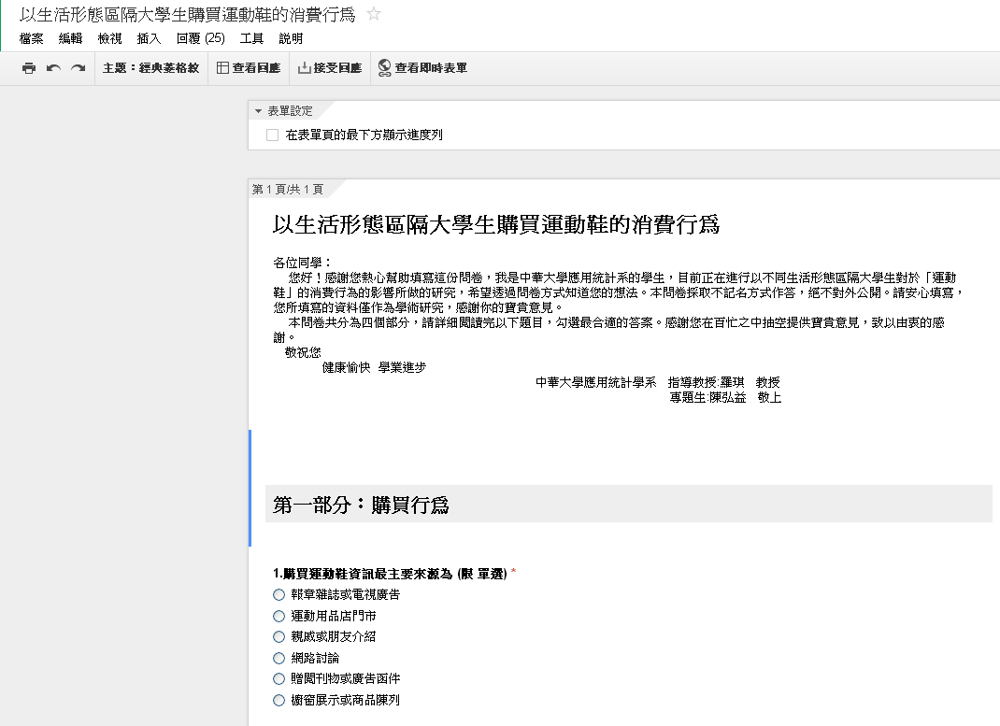 以生活形態區隔大學生購買運動鞋的消費行為
檔案 編輯 檢視 插入 回覆 (25) 工具 說明
主題：經典菱格紋 查看回應 接受回應 查看即時表單
表單設定
在表單頁的最下方顯示進度列
第 1 頁/共 1 頁
以生活形態區隔大學生購買運動鞋的消費行為
各位同學：
您好！感謝您熱心幫助填寫這份問卷，我是中華大學應用統計系的學生，目前正在進行以不同生活形態區隔大學生對於「運動
鞋」的消費行為的影響所做的研究，希望透過問卷方式知道您的想法。本問卷採取不記名方式作答，絕不對外公開。請安心填寫，
您所填寫的資料僅作為學術研究，感謝你的寶貴意見。
本問卷共分為四個部分，請詳細閱讀完以下題目，勾選最合適的答案。感謝您在百忙之中抽空提供寶貴意見，致以由衷的感
謝。
敬祝您
健康愉快 學業進步
中華大學應用統計學系 指導教授:羅琪 教授
專題生:陳弘益 敬上
第一部分：購買行為
1.購買運動鞋資訊最主要來源為 (限 單選) *
報章雜誌或電視廣告
運動用品店門市
親戚或朋友介紹
網路討論
贈閱刊物或廣告函件
櫥窗展示或商品陳列